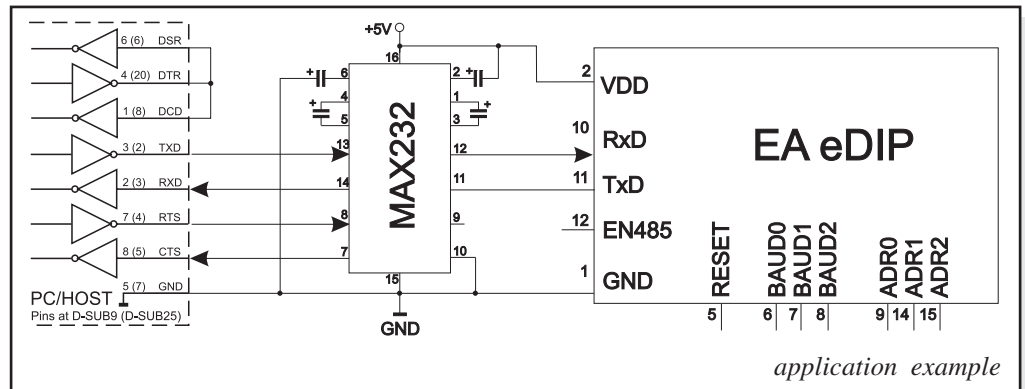 +5V
6 (6) DSR
4 (20) DTR
1 (8) DCD
3 (2) TXD
2 (3) RXD
7 (4) RTS
8 (5) CTS
5 (7) GND
PC/HOST
Pins at D-SUB9 (D-SUB25)
16
+ 6 2 +
+ 4 1 +
5 3
13 12
14 11
8 9
7 10
15
MAX232
GND
2 VDD
10 RxD
11 TxD
12 EN485
1 GND
EA eDIP
RESET BAUD0 BAUD1 BAUD2 ADR0 ADR1 ADR2
5 6 7 8 9 14 15
application example